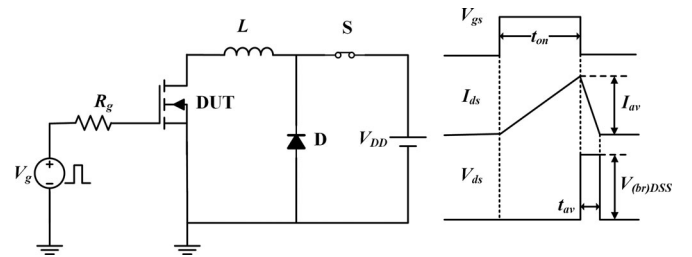 L
S
R_g
DUT
D
V_DD
V_g
V_gs
t_on
I_ds
I_av
V_ds
t_av
V_(br)DSS